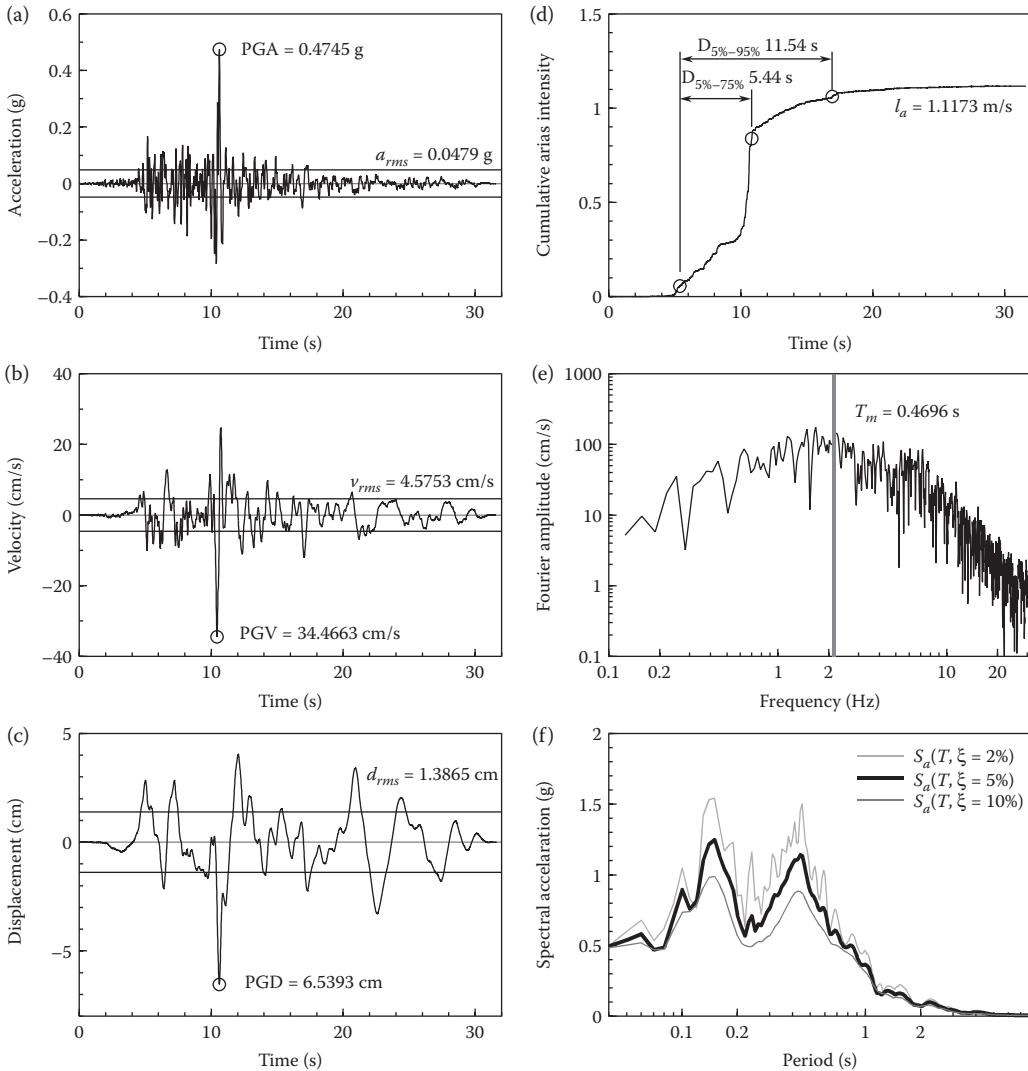 (a)
0.6
0.4
0.2
0
−0.2
−0.4
Acceleration (g)
PGA = 0.4745 g
a_rms = 0.0479 g
0 10 20 30
Time (s)
(b)
40
20
0
−20
−40
Velocity (cm/s)
v_rms = 4.5753 cm/s
PGV = 34.4663 cm/s
0 10 20 30
Time (s)
(c)
5
0
−5
Displacement (cm)
d_rms = 1.3865 cm
PGD = 6.5393 cm
0 10 20 30
Time (s)
(d)
1.5
1
0.5
0
Cumulative arias intensity
D5%−95% 11.54 s
D5%−75% 5.44 s
l_a = 1.1173 m/s
0 10 20 30
Time (s)
(e)
1000
100
10
1
0.1
Fourier amplitude (cm/s)
T_m = 0.4696 s
0.1 0.2 1 2 10 20
Frequency (Hz)
(f)
2
1.5
1
0.5
0
Spectral accelaration (g)
S_a(T, ξ = 2%)
S_a(T, ξ = 5%)
S_a(T, ξ = 10%)
0.1 0.2 1 2
Period (s)